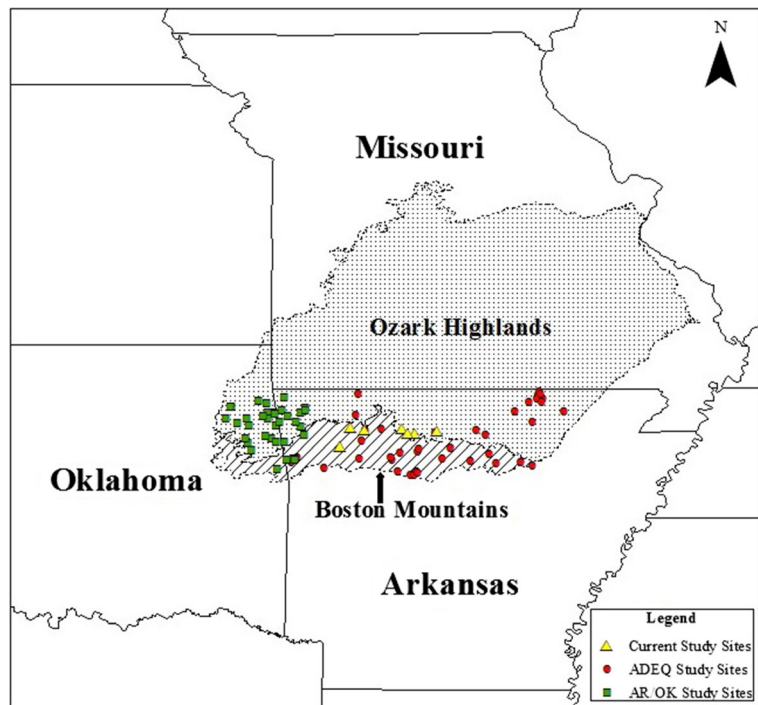 N
Missouri
Ozark Highlands
Oklahoma
Boston Mountains
Arkansas
Legend
Current Study Sites
ADEQ Study Sites
AR/OK Study Sites